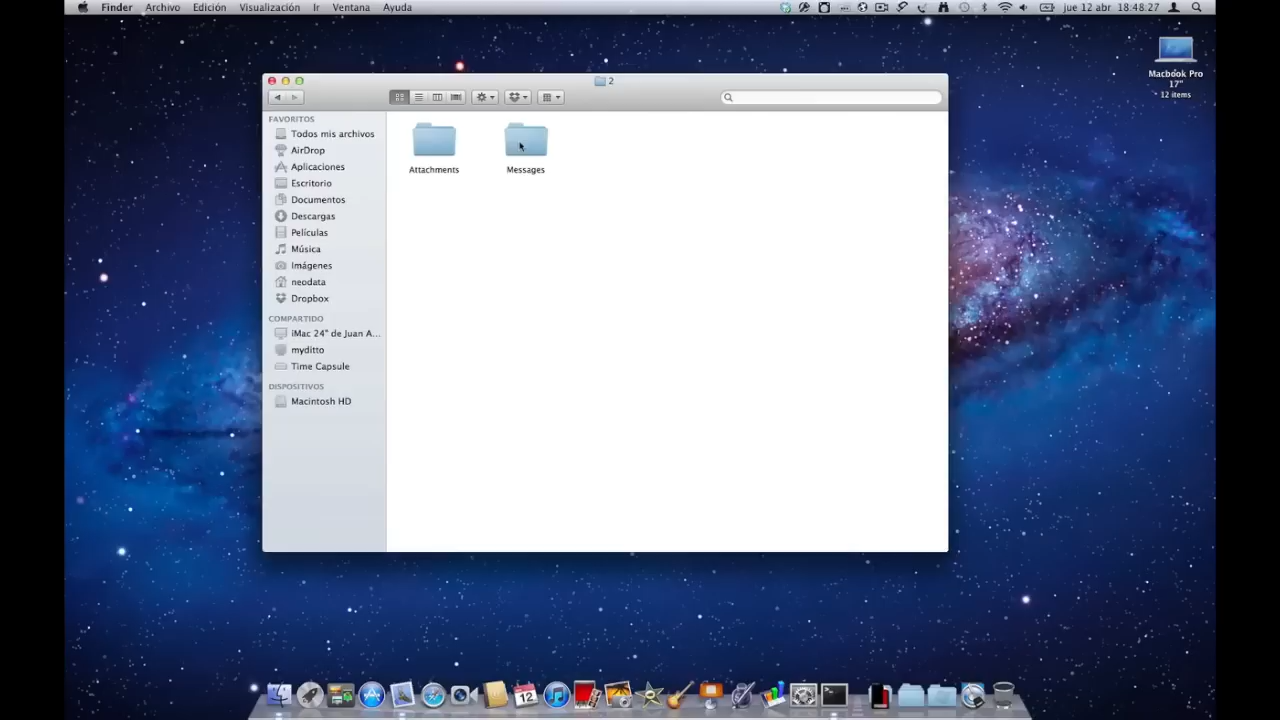 Finder Archivo Edición Visualización Ir Ventana Ayuda jue 12 abr 18:48:27
Macbook Pro
17"
12 items
2
FAVORITOS
Todos mis archivos
AirDrop
Aplicaciones
Escritorio
Documentos
Descargas
Películas
Música
Imágenes
neodata
Dropbox
COMPARTIDO
iMac 24" de Juan A...
myditto
Time Capsule
DISPOSITIVOS
Macintosh HD
Attachments Messages
12